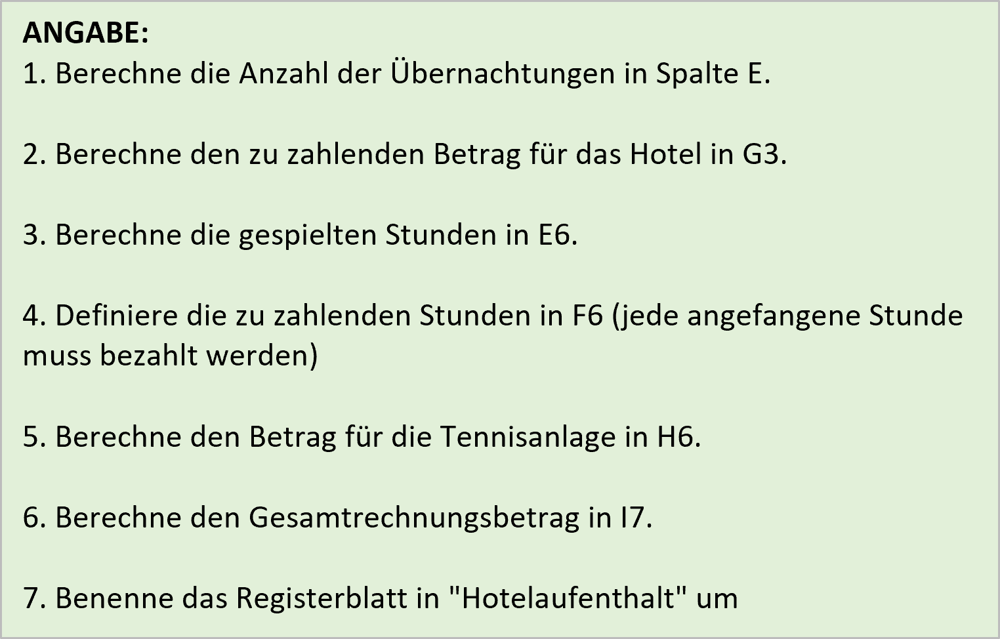 ANGABE:
1. Berechne die Anzahl der Übernachtungen in Spalte E.
2. Berechne den zu zahlenden Betrag für das Hotel in G3.
3. Berechne die gespielten Stunden in E6.
4. Definiere die zu zahlenden Stunden in F6 (jede angefangene Stunde
muss bezahlt werden)
5. Berechne den Betrag für die Tennisanlage in H6.
6. Berechne den Gesamtrechnungsbetrag in I7.
7. Benenne das Registerblatt in "Hotelaufenthalt" um